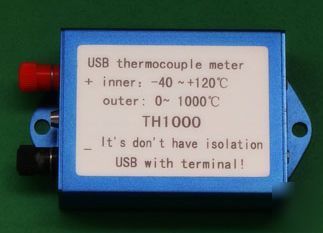 USB thermocouple meter
+ inner: -40 ~+120℃
outer: 0~ 1000℃
TH1000
_ It's don't have isolation
USB with terminal!